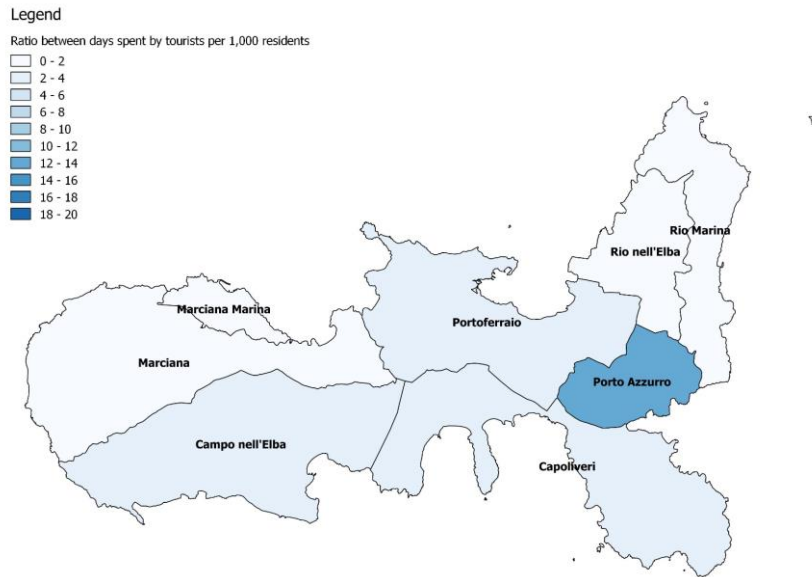 Legend
Ratio between days spent by tourists per 1,000 residents
0 - 2
2 - 4
4 - 6
6 - 8
8 - 10
10 - 12
12 - 14
14 - 16
16 - 18
18 - 20
Rio Marina
Rio nell'Elba
Marciana Marina
Portoferraio
Marciana
Porto Azzurro
Campo nell'Elba
Capoliveri